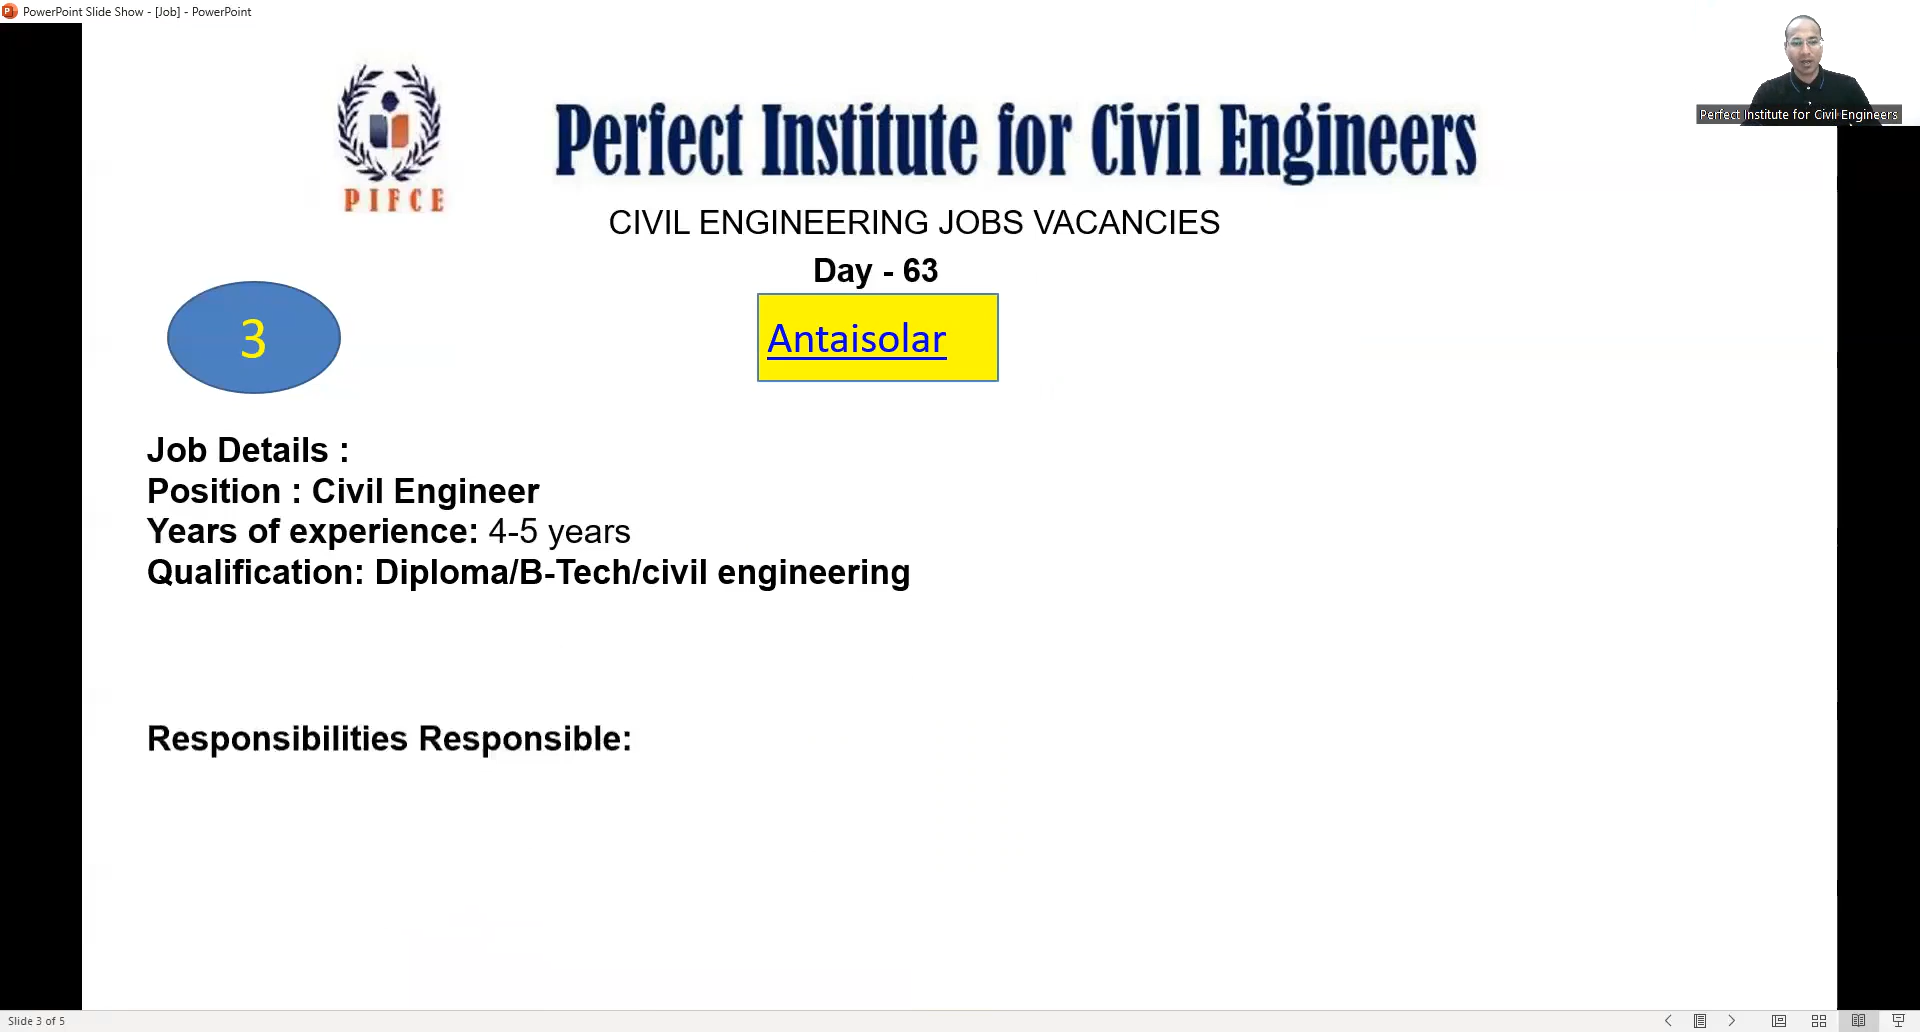 PowerPoint Slide Show - [Job] - PowerPoint
Perfect Institute for Civil Engineers
PIFCE
Perfect Institute for Civil Engineers
CIVIL ENGINEERING JOBS VACANCIES
Day - 63
3
Antaisolar
Job Details :
Position : Civil Engineer
Years of experience: 4-5 years
Qualification: Diploma/B-Tech/civil engineering
Responsibilities Responsible:
Slide 3 of 5